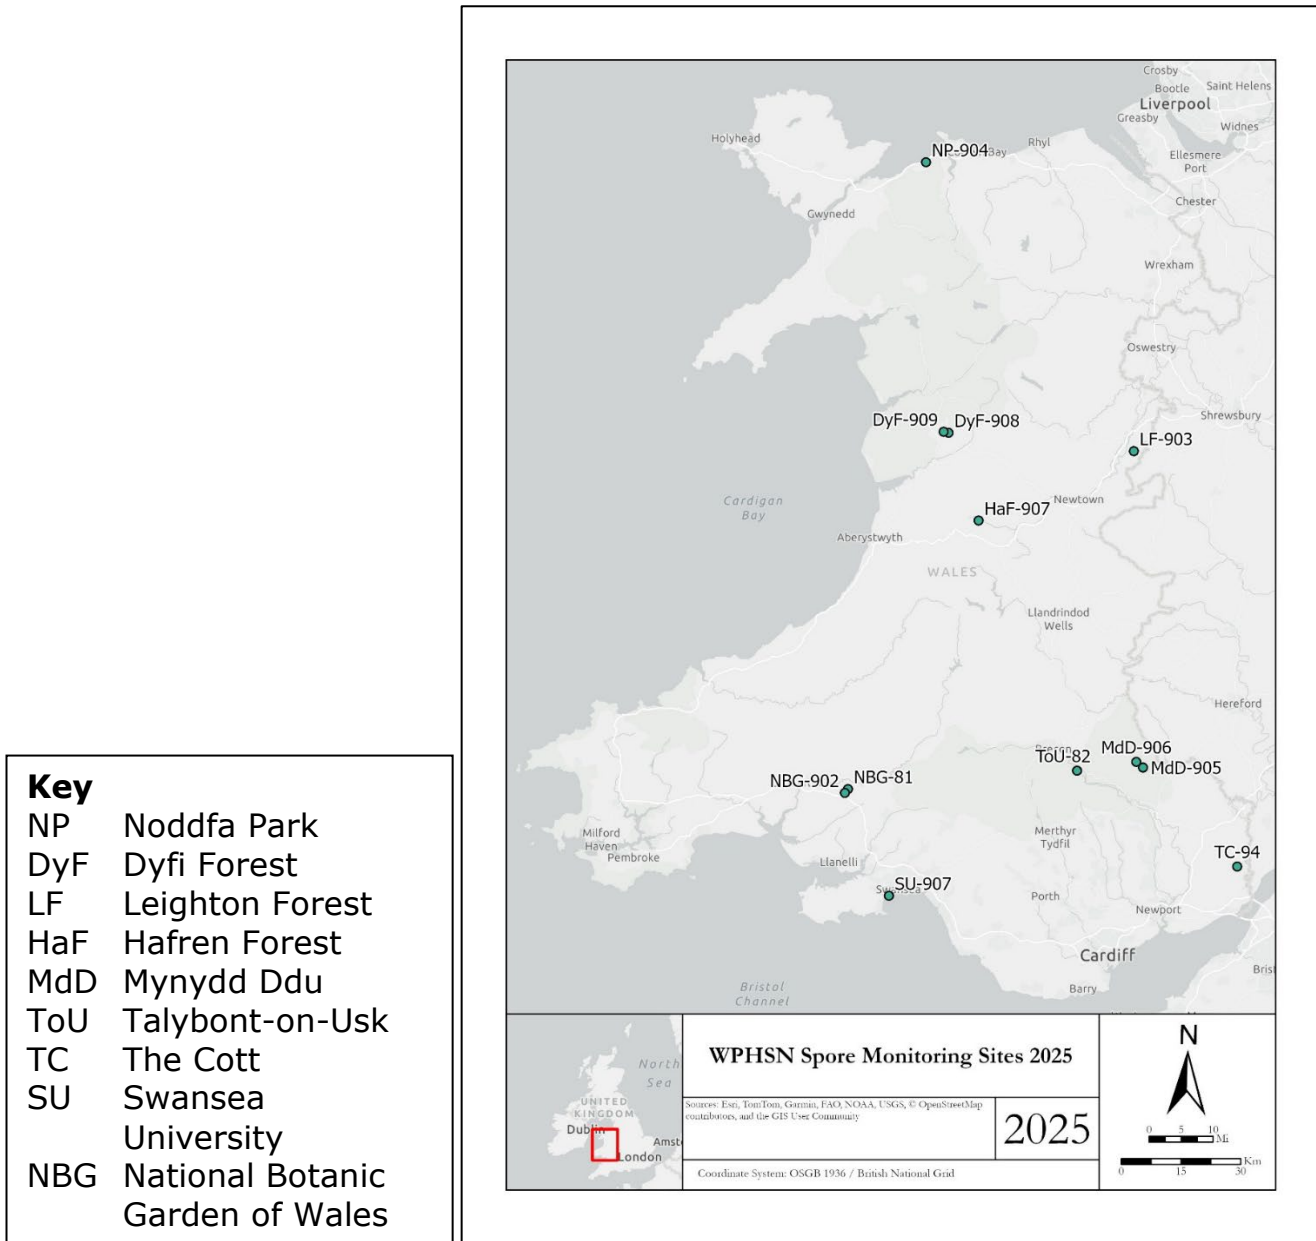 Key
NP Noddfa Park
DyF Dyfi Forest
LF Leighton Forest
HaF Hafren Forest
MdD Mynydd Ddu
ToU Talybont-on-Usk
TC The Cott
SU Swansea
University
NBG National Botanic
Garden of Wales
Crosby
Bootle
Saint Helens
Liverpool
Greasby
Widnes
Holyhead
NP-904
Bay
Rhyl
Ellesmere
Port
Chester
Gwynedd
Wrexham
Oswestry
Shrewsbury
DyF-909
DyF-908
LF-903
Cardigan
Bay
Newtown
HaF-907
Aberystwyth
WALES
Llandrindod
Wells
Hereford
ToU-82
MdD-906
MdD-905
NBG-902
NBG-81
Milford
Haven
Pembroke
Merthyr
Tydfil
Llanelli
TC-94
SU-907
Swansea
Porth
Newport
Cardiff
Barry
Bristol
Channel
North
Sea
UNITED
KINGDOM
Dublin
London
WPHSN Spore Monitoring Sites 2025
Sources: Esri, TomTom, Garmin, FAO, NOAA, USGS, © OpenStreetMap
contributors, and the GIS User Community
2025
Coordinate System: OSGB 1936 / British National Grid
N
0 5 10
Mi
Km
0 15 30